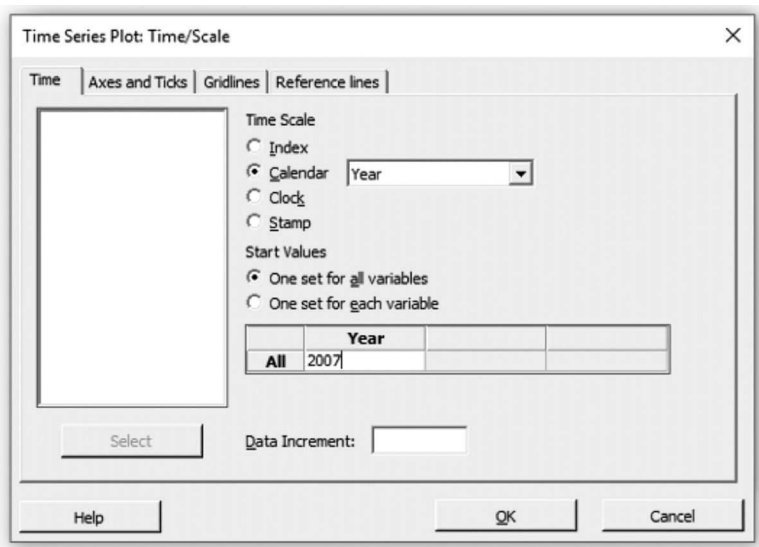 Time Series Plot: Time/Scale
Time Axes and Ticks Gridlines Reference lines
Time Scale
Index
Calendar Year
Clock
Stamp
Start Values
One set for all variables
One set for each variable
Year
All 2007
Select Data Increment:
Help OK Cancel